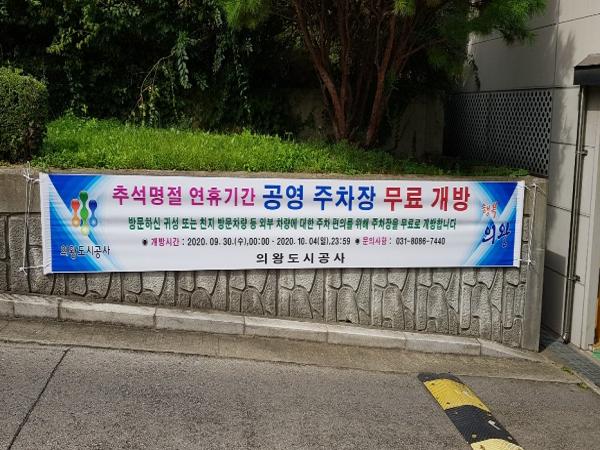 추석명절 연휴기간 공영 주차장 무료 개방
방문하신 귀성 또는 친지 방문차량 등 외부 차량에 대한 주차 편의를 위해 주차장을 무료로 개방합니다
● 개방시간 : 2020. 09. 30.(수),00:00 - 2020. 10. 04(일),23:59 ● 문의사항 : 031-8086-7440
의왕도시공사
의왕도시공사
행복
의왕